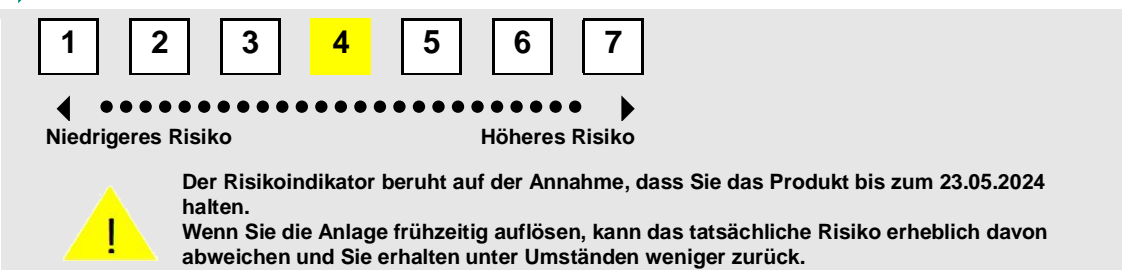 1 2 3 4 5 6 7
Niedrigeres Risiko Höheres Risiko
Der Risikoindikator beruht auf der Annahme, dass Sie das Produkt bis zum 23.05.2024
halten.
Wenn Sie die Anlage frühzeitig auflösen, kann das tatsächliche Risiko erheblich davon
abweichen und Sie erhalten unter Umständen weniger zurück.
!